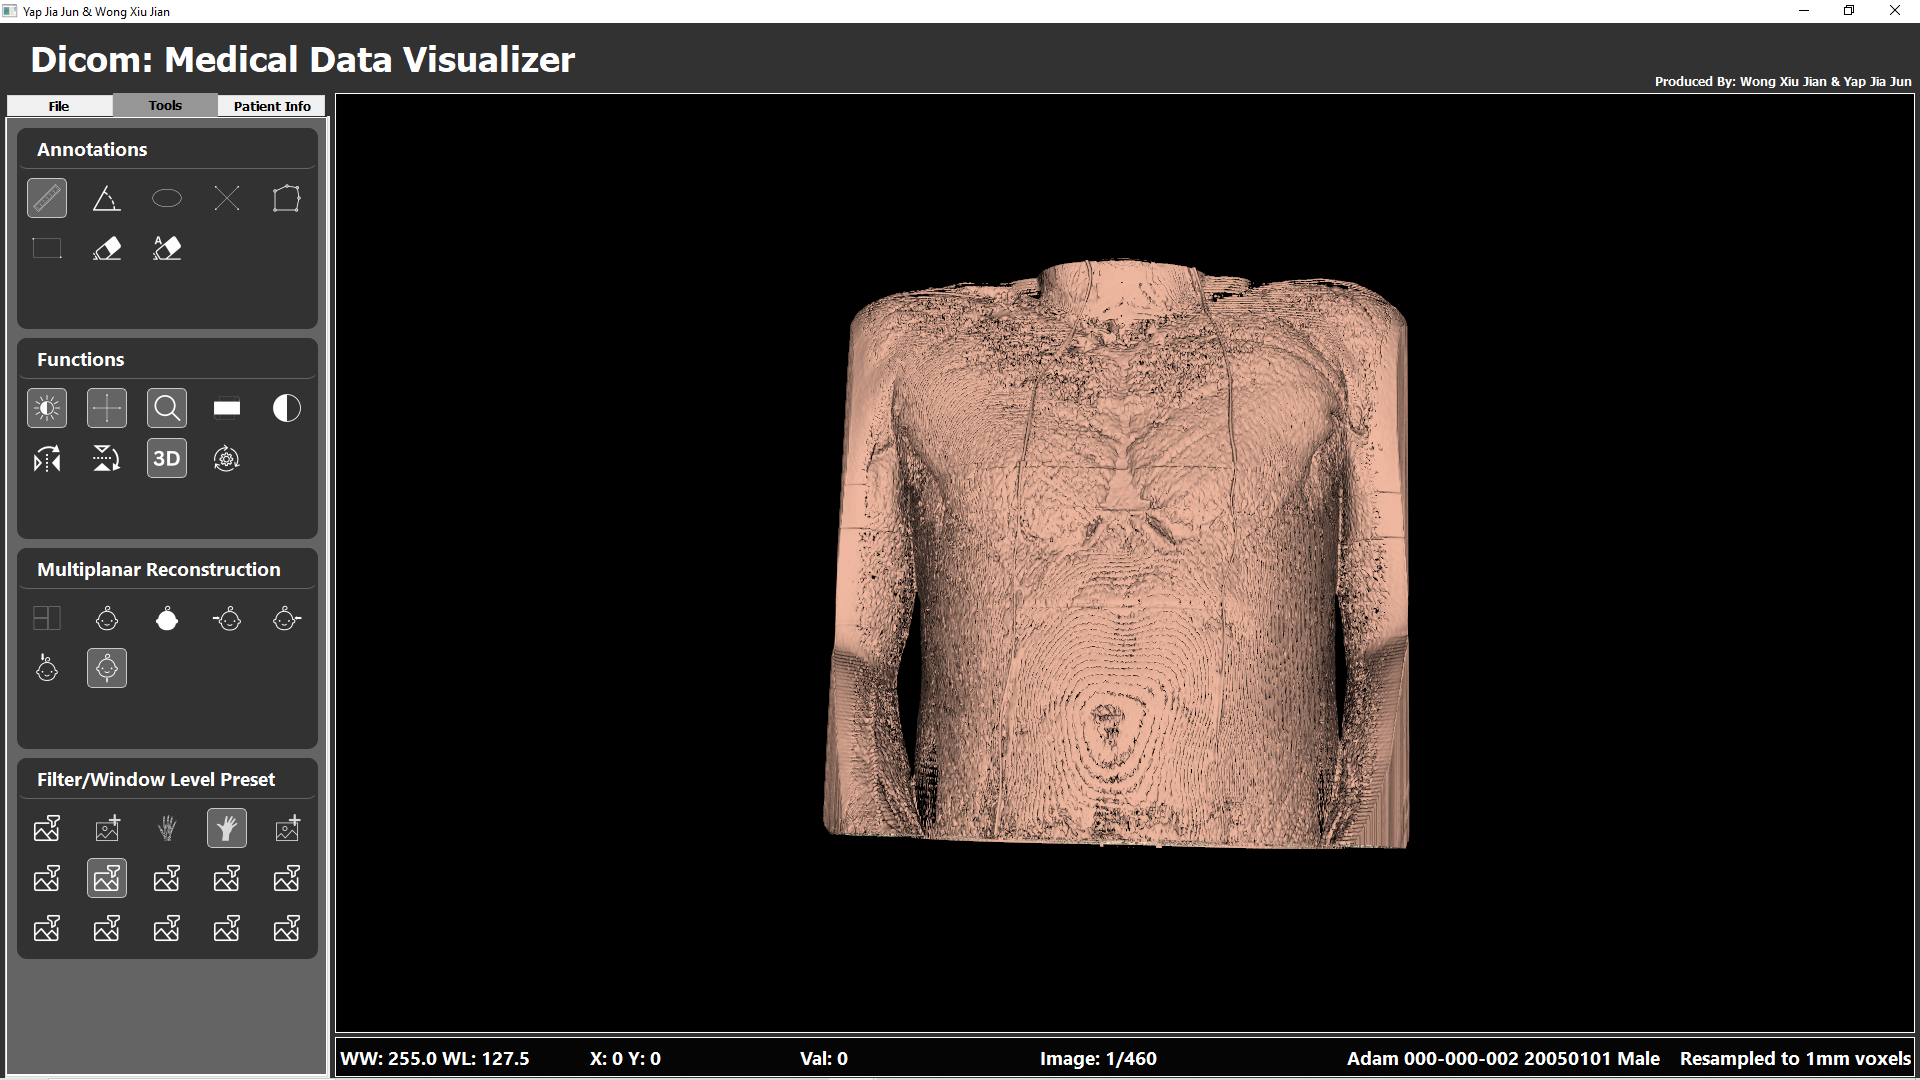 Yap Jia Jun & Wong Xiu Jian
Dicom: Medical Data Visualizer
Produced By: Wong Xiu Jian & Yap Jia Jun
File Tools Patient Info
Annotations
A
Functions
3D
Multiplanar Reconstruction
Filter/Window Level Preset
WW: 255.0 WL: 127.5 X: 0 Y: 0 Val: 0 Image: 1/460 Adam 000-000-002 20050101 Male Resampled to 1mm voxels